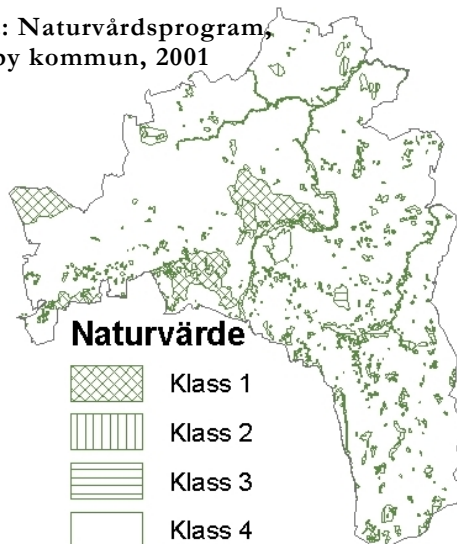 : Naturvårdsprogram,
by kommun, 2001
Naturvärde
Klass 1
Klass 2
Klass 3
Klass 4